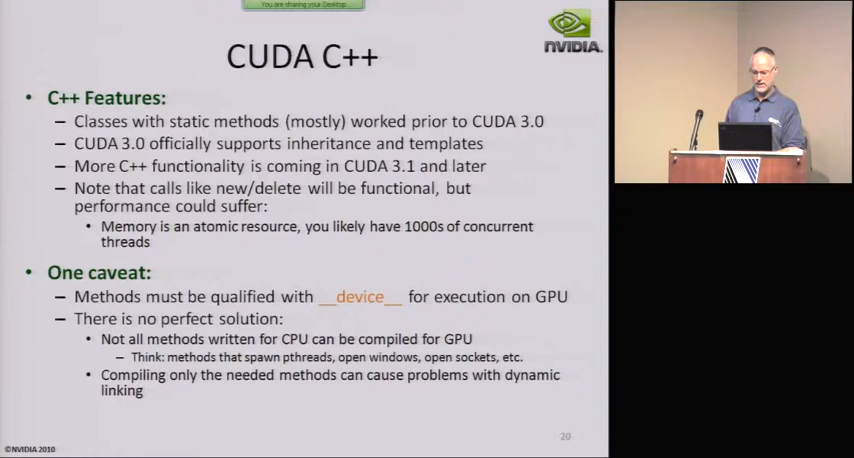 You are sharing your Desktop
NVIDIA.
CUDA C++
• C++ Features:
– Classes with static methods (mostly) worked prior to CUDA 3.0
– CUDA 3.0 officially supports inheritance and templates
– More C++ functionality is coming in CUDA 3.1 and later
– Note that calls like new/delete will be functional, but
performance could suffer:
• Memory is an atomic resource, you likely have 1000s of concurrent
threads
• One caveat:
– Methods must be qualified with __device__ for execution on GPU
– There is no perfect solution:
• Not all methods written for CPU can be compiled for GPU
– Think: methods that spawn pthreads, open windows, open sockets, etc.
• Compiling only the needed methods can cause problems with dynamic
linking
20
©NVIDIA 2010